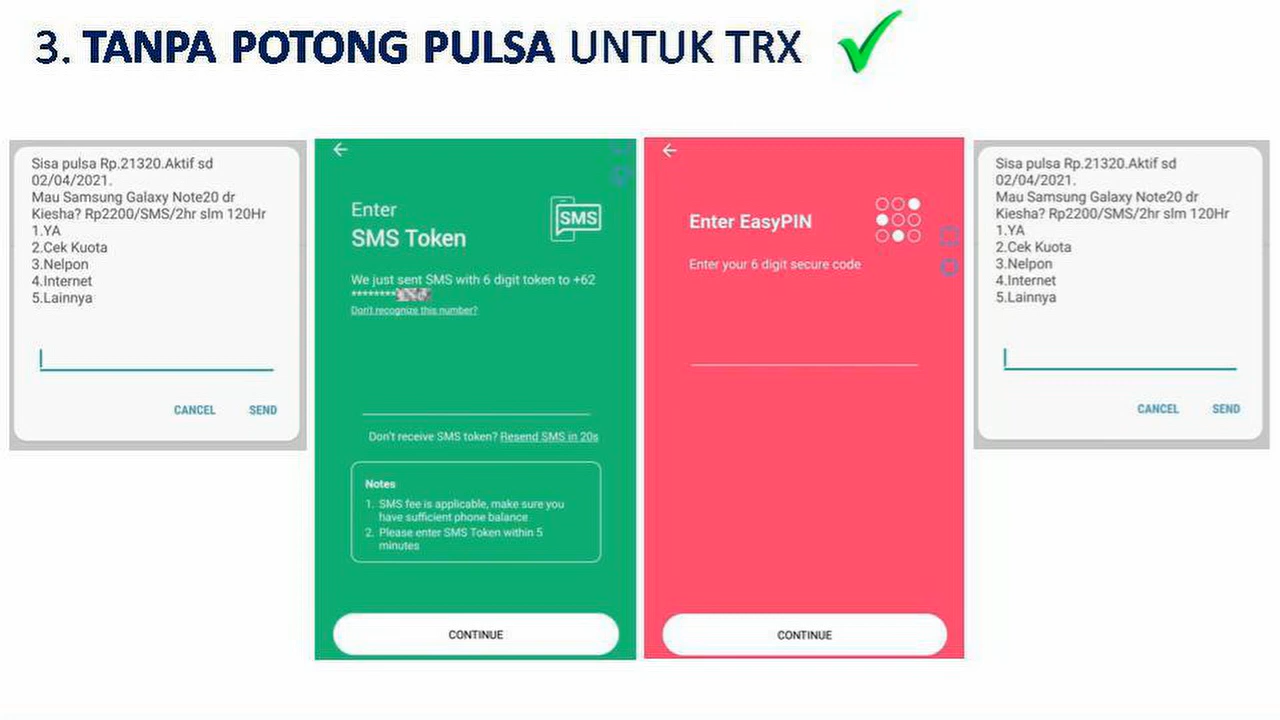 3. TANPA POTONG PULSA UNTUK TRX
Sisa pulsa Rp.21320.Aktif sd
02/04/2021.
Mau Samsung Galaxy Note20 dr
Kiesha? Rp2200/SMS/2hr slm 120Hr
1.YA
2.Cek Kuota
3.Nelpon
4.Internet
5.Lainnya
CANCEL SEND
Enter
SMS Token
SMS
We just sent SMS with 6 digit token to +62
********
Don't recognize this number?
Don't receive SMS token? Resend SMS in 20s
Notes
1. SMS fee is applicable, make sure you
have sufficient phone balance
2. Please enter SMS Token within 5
minutes
CONTINUE
Enter EasyPIN
Enter your 6 digit secure code
CONTINUE
Sisa pulsa Rp.21320.Aktif sd
02/04/2021.
Mau Samsung Galaxy Note20 dr
Kiesha? Rp2200/SMS/2hr slm 120Hr
1.YA
2.Cek Kuota
3.Nelpon
4.Internet
5.Lainnya
CANCEL SEND